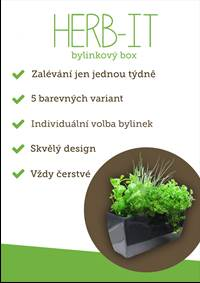 HERB-IT
bylinkový box
Zalévání jen jednou týdně
5 barevných variant
Individuální volba bylinek
Skvělý design
Vždy čerstvé